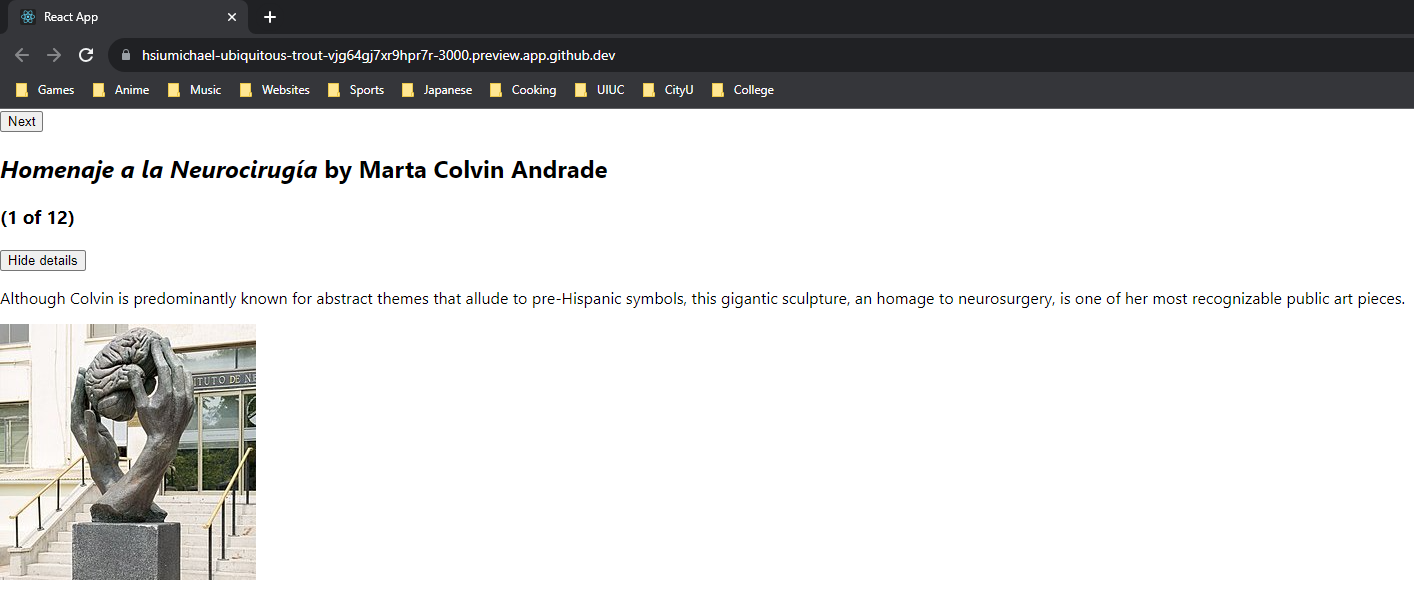 React App
hsiumichael-ubiquitous-trout-vjg64gj7xr9hpr7r-3000.preview.app.github.dev
Games Anime Music Websites Sports Japanese Cooking UIUC CityU College
Next
Homenaje a la Neurocirugía by Marta Colvin Andrade
(1 of 12)
Hide details
Although Colvin is predominantly known for abstract themes that allude to pre-Hispanic symbols, this gigantic sculpture, an homage to neurosurgery, is one of her most recognizable public art pieces.
TUTO DE NE